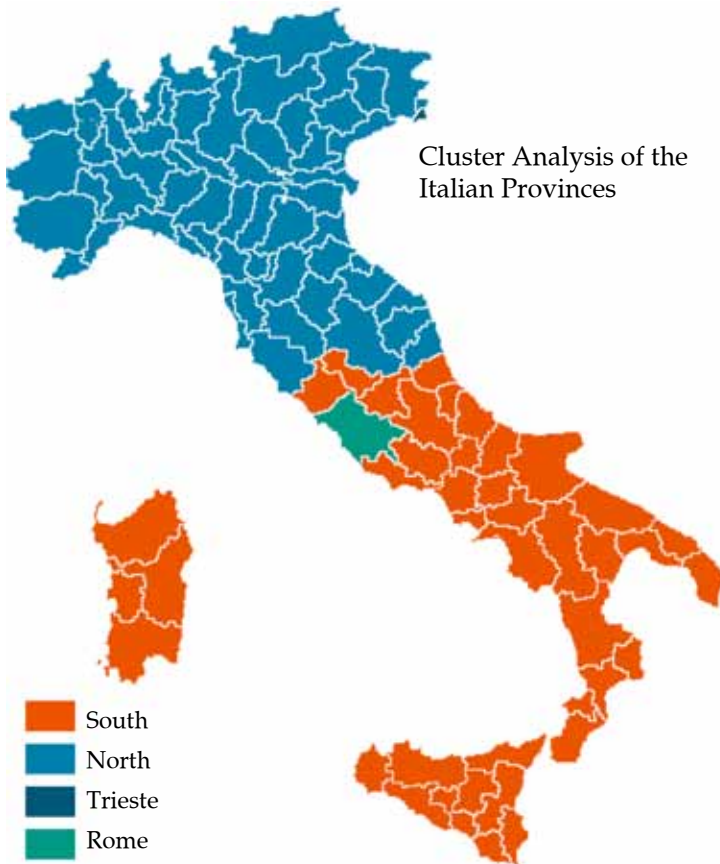 Cluster Analysis of the
Italian Provinces
South
North
Trieste
Rome